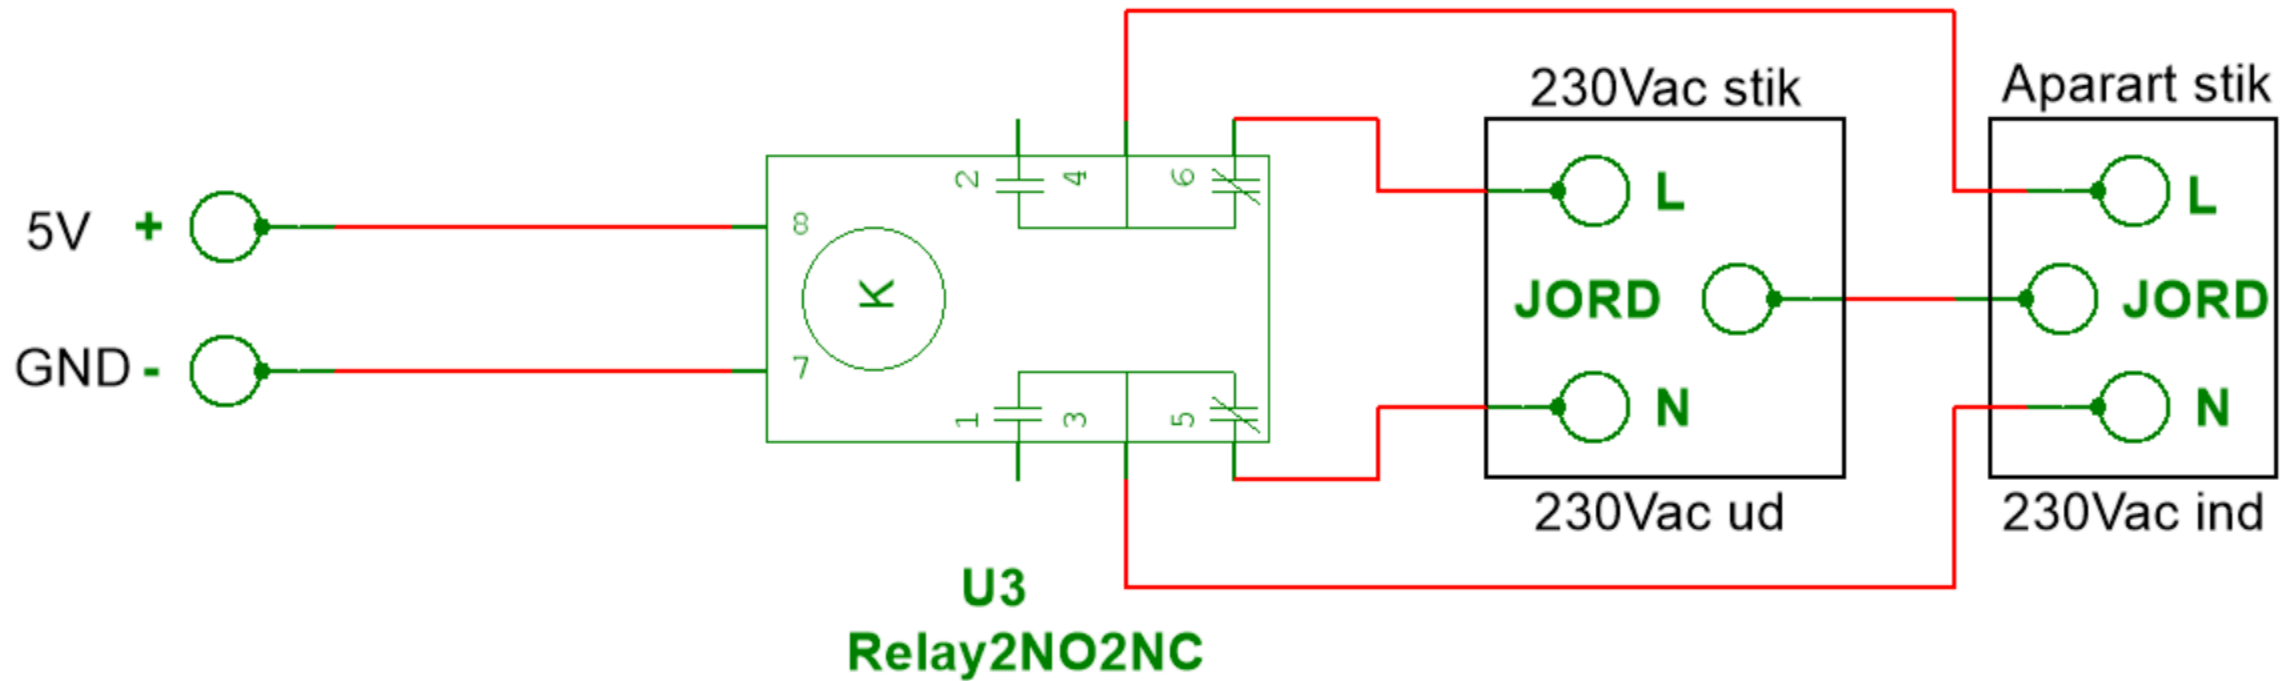 230Vac stik
Aparart stik
5V +
GND -
8
7
K
2
4
6
1
3
5
L
JORD
N
L
JORD
N
230Vac ud
230Vac ind
U3
Relay2NO2NC